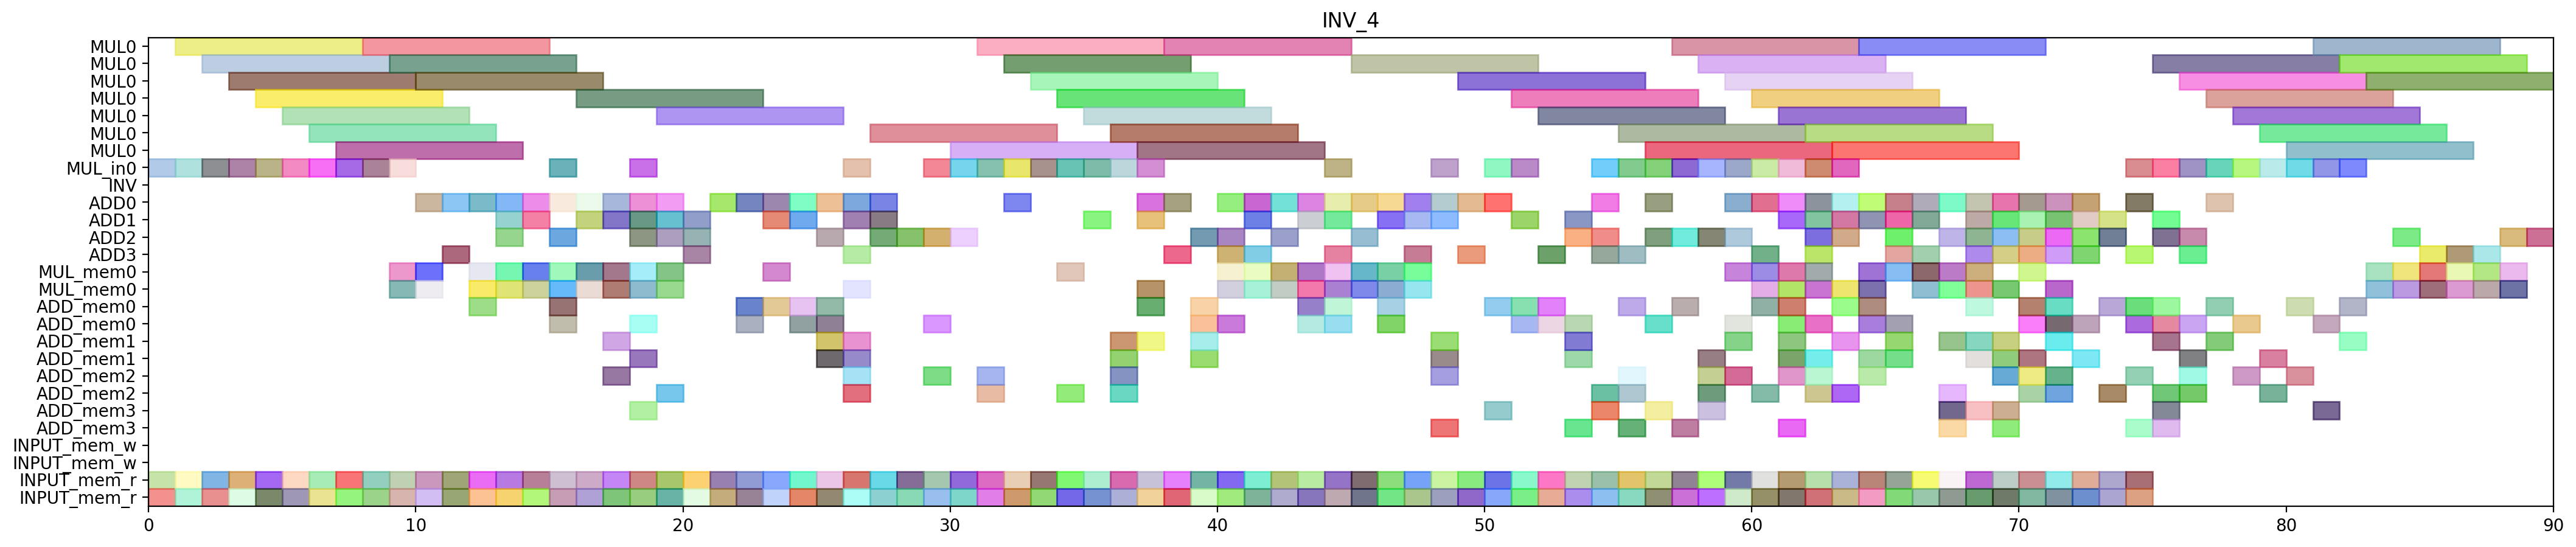 INV_4
MUL0
MUL0
MUL0
MUL0
MUL0
MUL0
MUL0
MUL_in0
INV
ADD0
ADD1
ADD2
ADD3
MUL_mem0
MUL_mem0
ADD_mem0
ADD_mem0
ADD_mem1
ADD_mem1
ADD_mem2
ADD_mem2
ADD_mem3
ADD_mem3
INPUT_mem_w
INPUT_mem_w
INPUT_mem_r
INPUT_mem_r
0 10 20 30 40 50 60 70 80 90